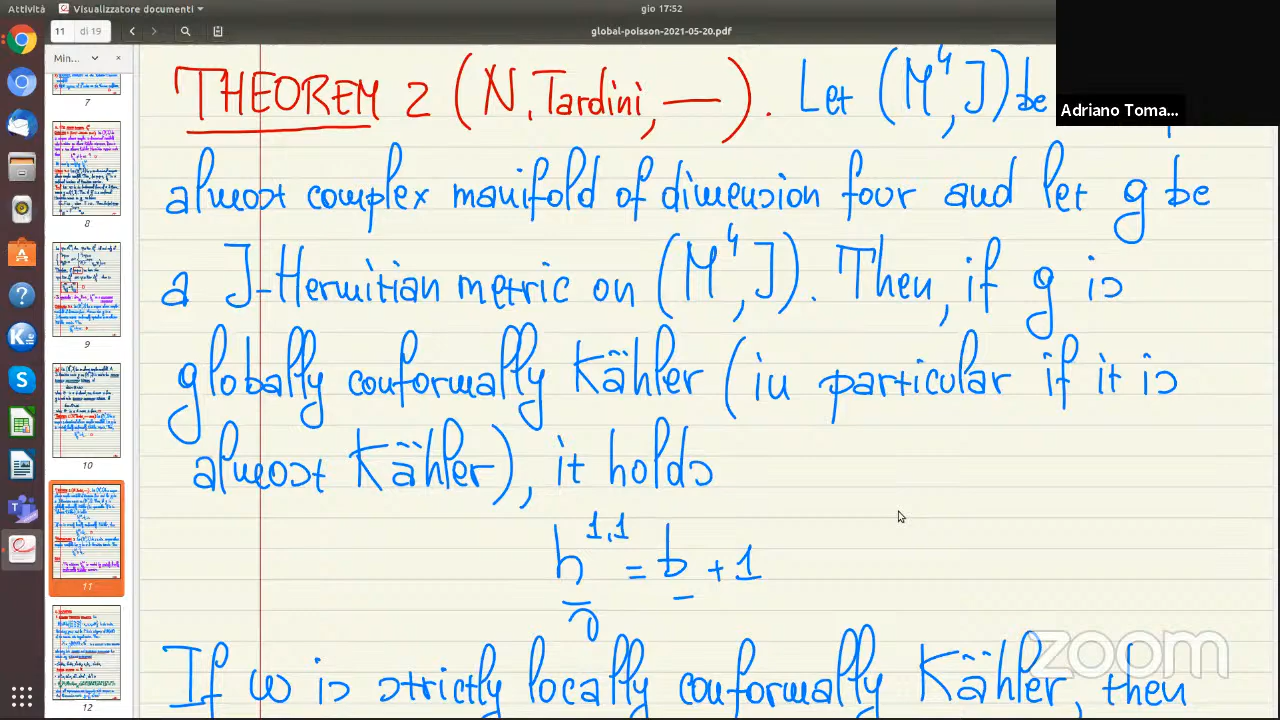 Attività
Visualizzatore documenti
gio 17:52
11 di 19
global-poisson-2021-05-20.pdf
Min...
Adriano Toma...
THEOREM 2 (N. Tardini, —). Let (M⁴, J) be
almost complex manifold of dimension four and let g be
a J-Hermitian metric on (M⁴, J). Then, if g is
globally conformally Kähler (in particular if it is
almost Kähler), it holds
h^{1,1}_{\bar{∂}} = b_- + 1
If ω is strictly locally conformally Kähler, then
zoom
7
8
9
10
11
12